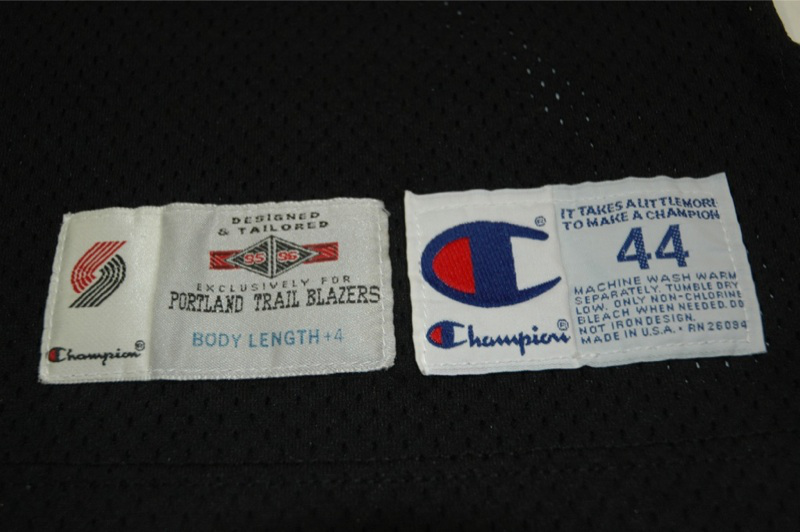 DESIGNED
& TAILORED
95 96
EXCLUSIVELY FOR
PORTLAND TRAIL BLAZERS
BODY LENGTH +4
Champion®
®
Champion®
IT TAKES A LITTLE MORE
TO MAKE A CHAMPION
44
MACHINE WASH WARM
SEPARATELY. TUMBLE DRY
LOW. ONLY NON-CHLORINE
BLEACH WHEN NEEDED. DO
NOT IRON DESIGN.
MADE IN U.S.A. • RN 26094